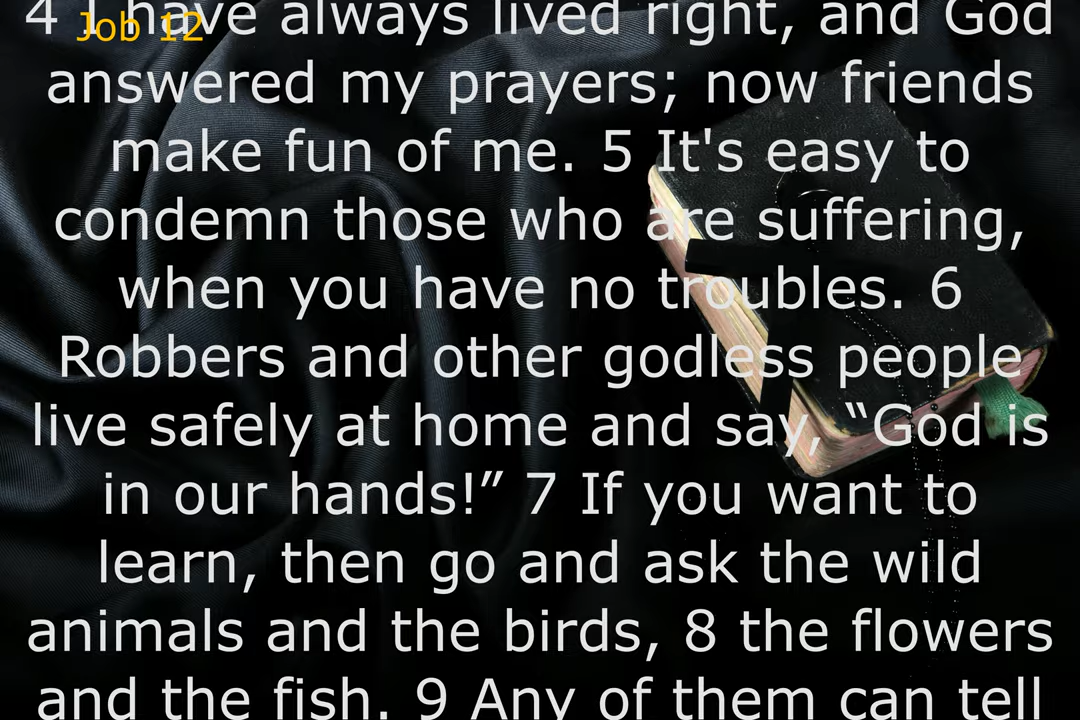 Job 12
4 I have always lived right, and God
answered my prayers; now friends
make fun of me. 5 It's easy to
condemn those who are suffering,
when you have no troubles. 6
Robbers and other godless people
live safely at home and say, “God is
in our hands!” 7 If you want to
learn, then go and ask the wild
animals and the birds, 8 the flowers
and the fish. 9 Any of them can tell